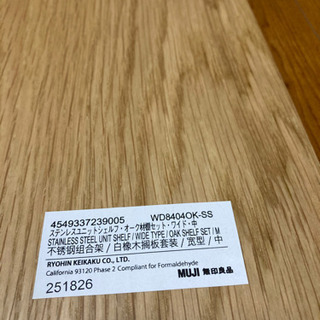 4549337239005 WD8404OK-SS
ステンレスユニットシェルフ・オーク材棚セット・ワイド・中
STAINLESS STEEL UNIT SHELF / WIDE TYPE / OAK SHELF SET / M
不锈钢组合架 / 白橡木搁板套装 / 宽型 / 中
RYOHIN KEIKAKU CO., LTD.
California 93120 Phase 2 Compliant for Formaldehyde
251826 MUJI 無印良品